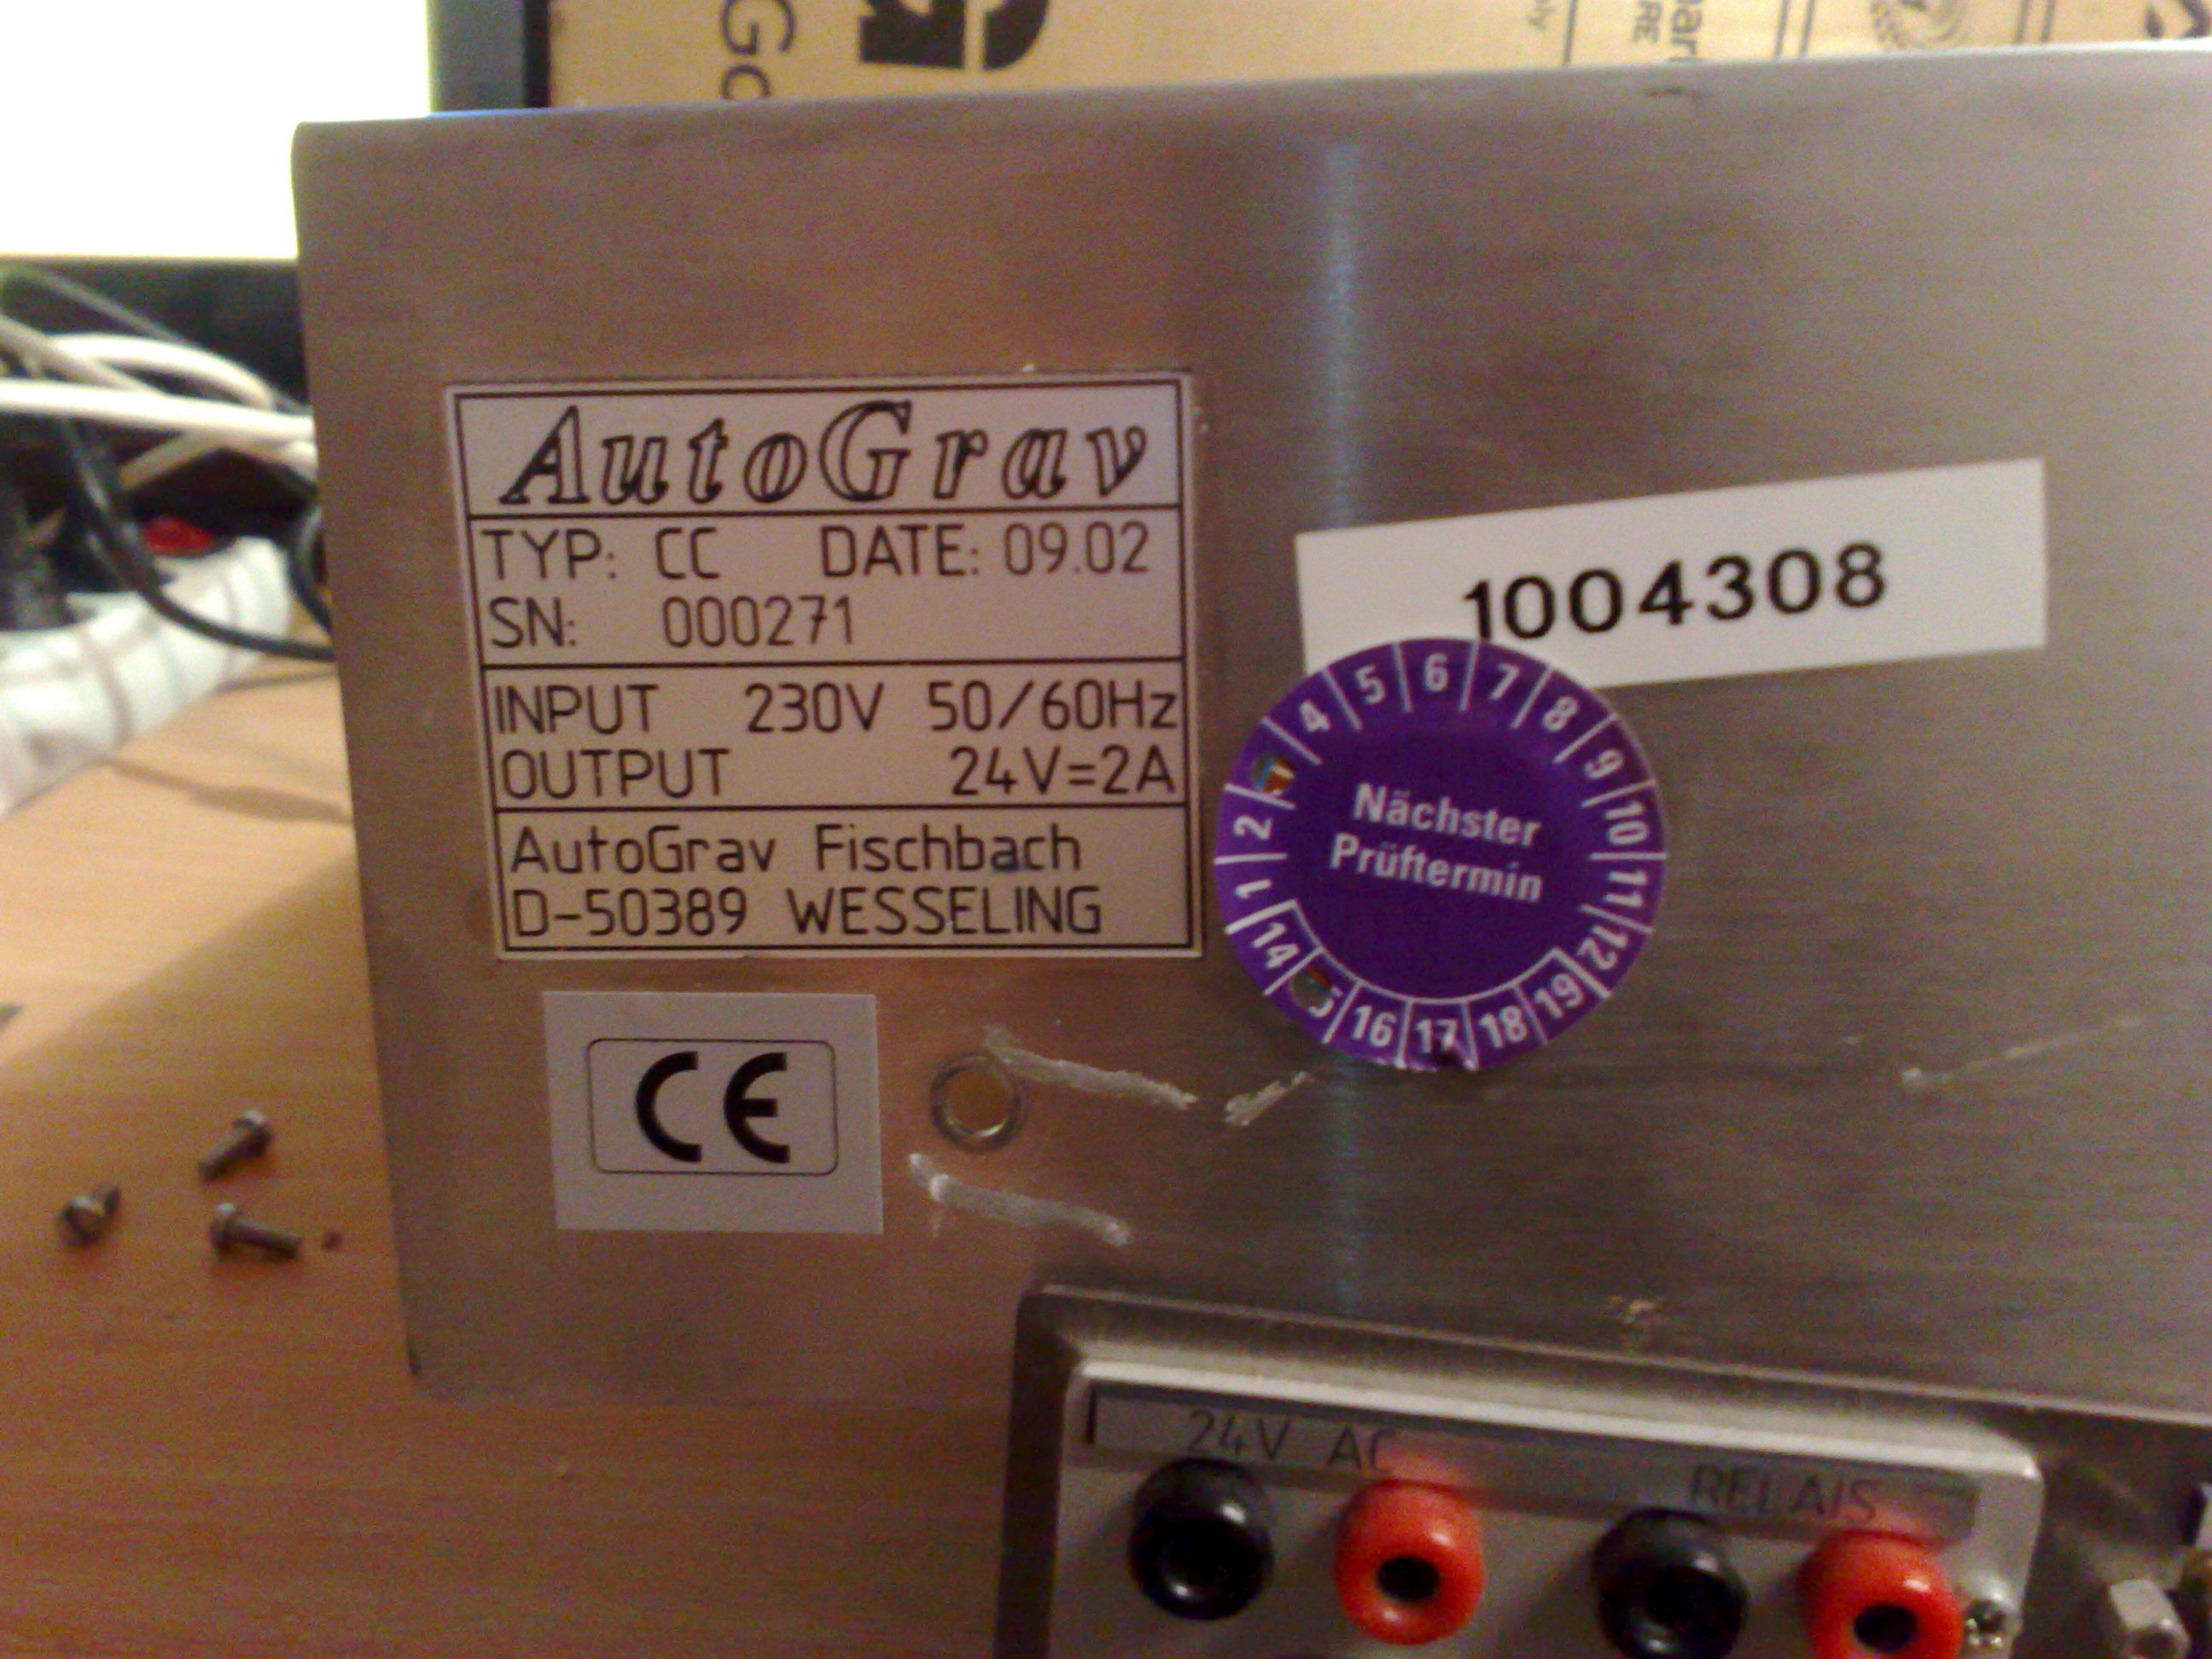 AutoGrav
TYP: CC DATE: 09.02
SN: 000271
INPUT 230V 50/60Hz
OUTPUT 24V=2A
AutoGrav Fischbach
D-50389 WESSELING
CE
1004308
4 5 6 7 8 9 10 11 12
2 1
Nächster
Prüftermin
14 5 16 17 18 19
24V AC
RELAIS